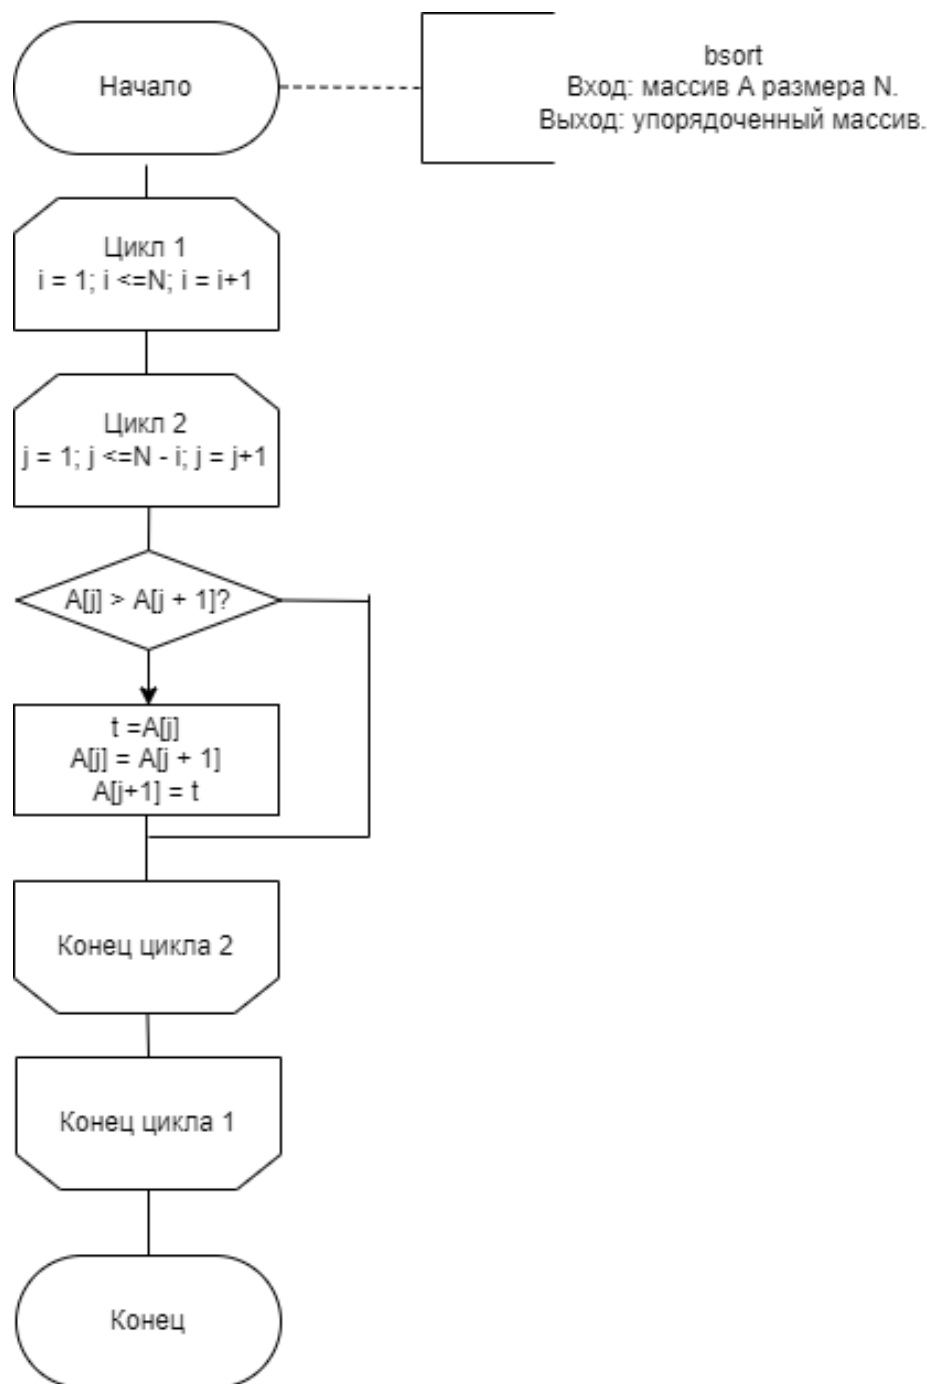 Начало
bsort
Вход: массив А размера N.
Выход: упорядоченный массив.
Цикл 1
i = 1; i <=N; i = i+1
Цикл 2
j = 1; j <=N - i; j = j+1
A[j] > A[j + 1]?
t =A[j]
A[j] = A[j + 1]
A[j+1] = t
Конец цикла 2
Конец цикла 1
Конец